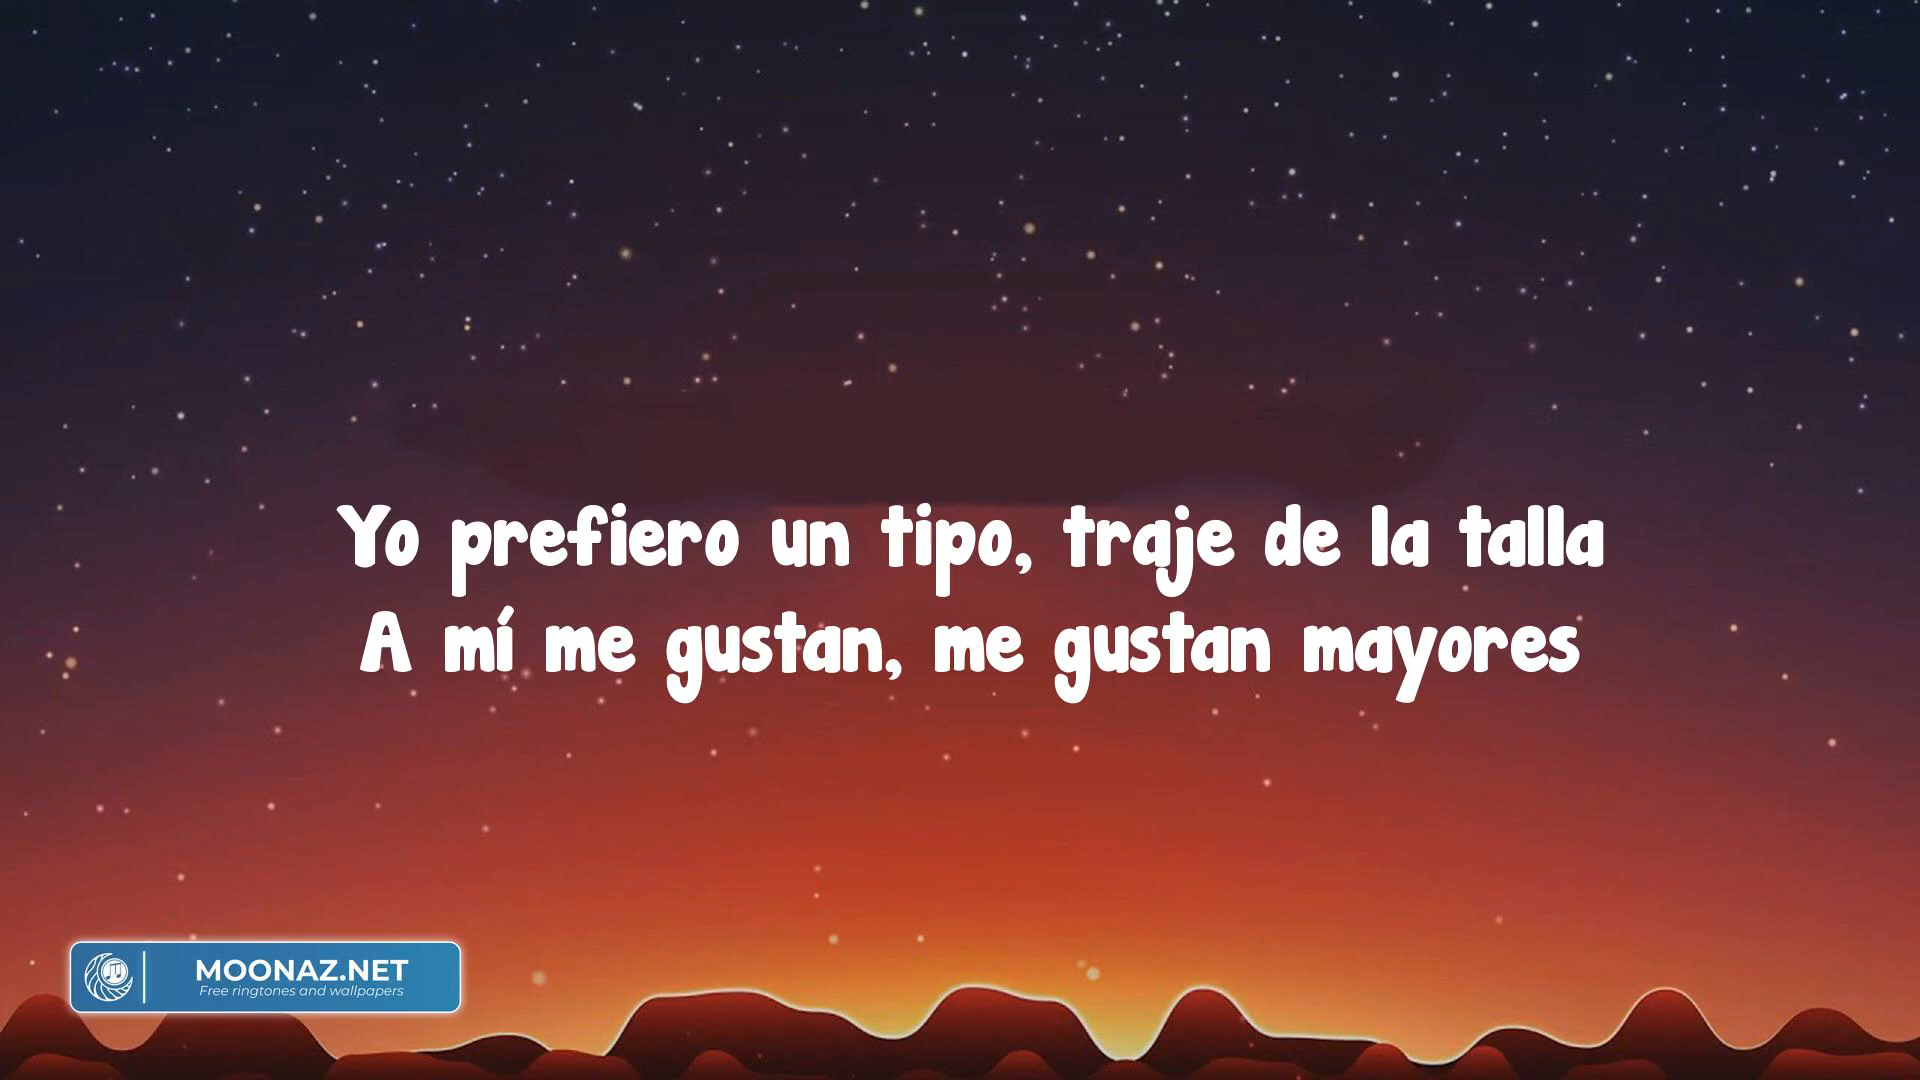 Yo prefiero un tipo, traje de la talla
A mí me gustan, me gustan mayores
MOONAZ.NET
Free ringtones and wallpapers